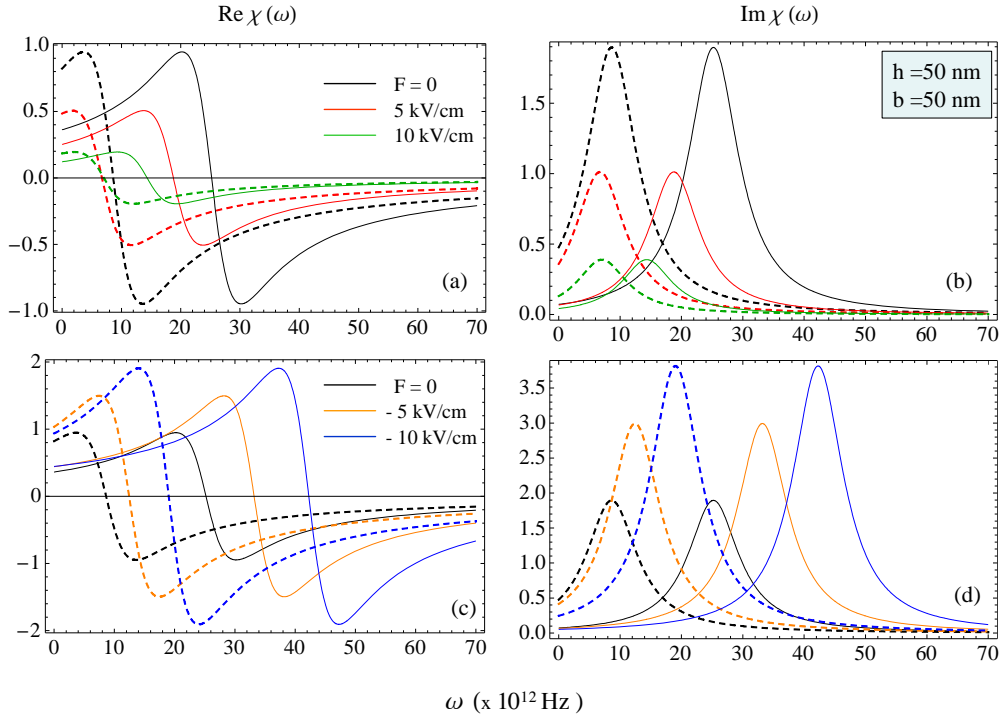 Re χ (ω)
Im χ (ω)
1.0
0.5
0.0
−0.5
−1.0
0 10 20 30 40 50 60 70
F = 0
5 kV/cm
10 kV/cm
(a)
1.5
1.0
0.5
0.0
0 10 20 30 40 50 60 70
h =50 nm
b =50 nm
(b)
2
1
0
−1
−2
0 10 20 30 40 50 60 70
F = 0
- 5 kV/cm
- 10 kV/cm
(c)
3.5
3.0
2.5
2.0
1.5
1.0
0.5
0.0
0 10 20 30 40 50 60 70
(d)
ω (x 10¹² Hz )